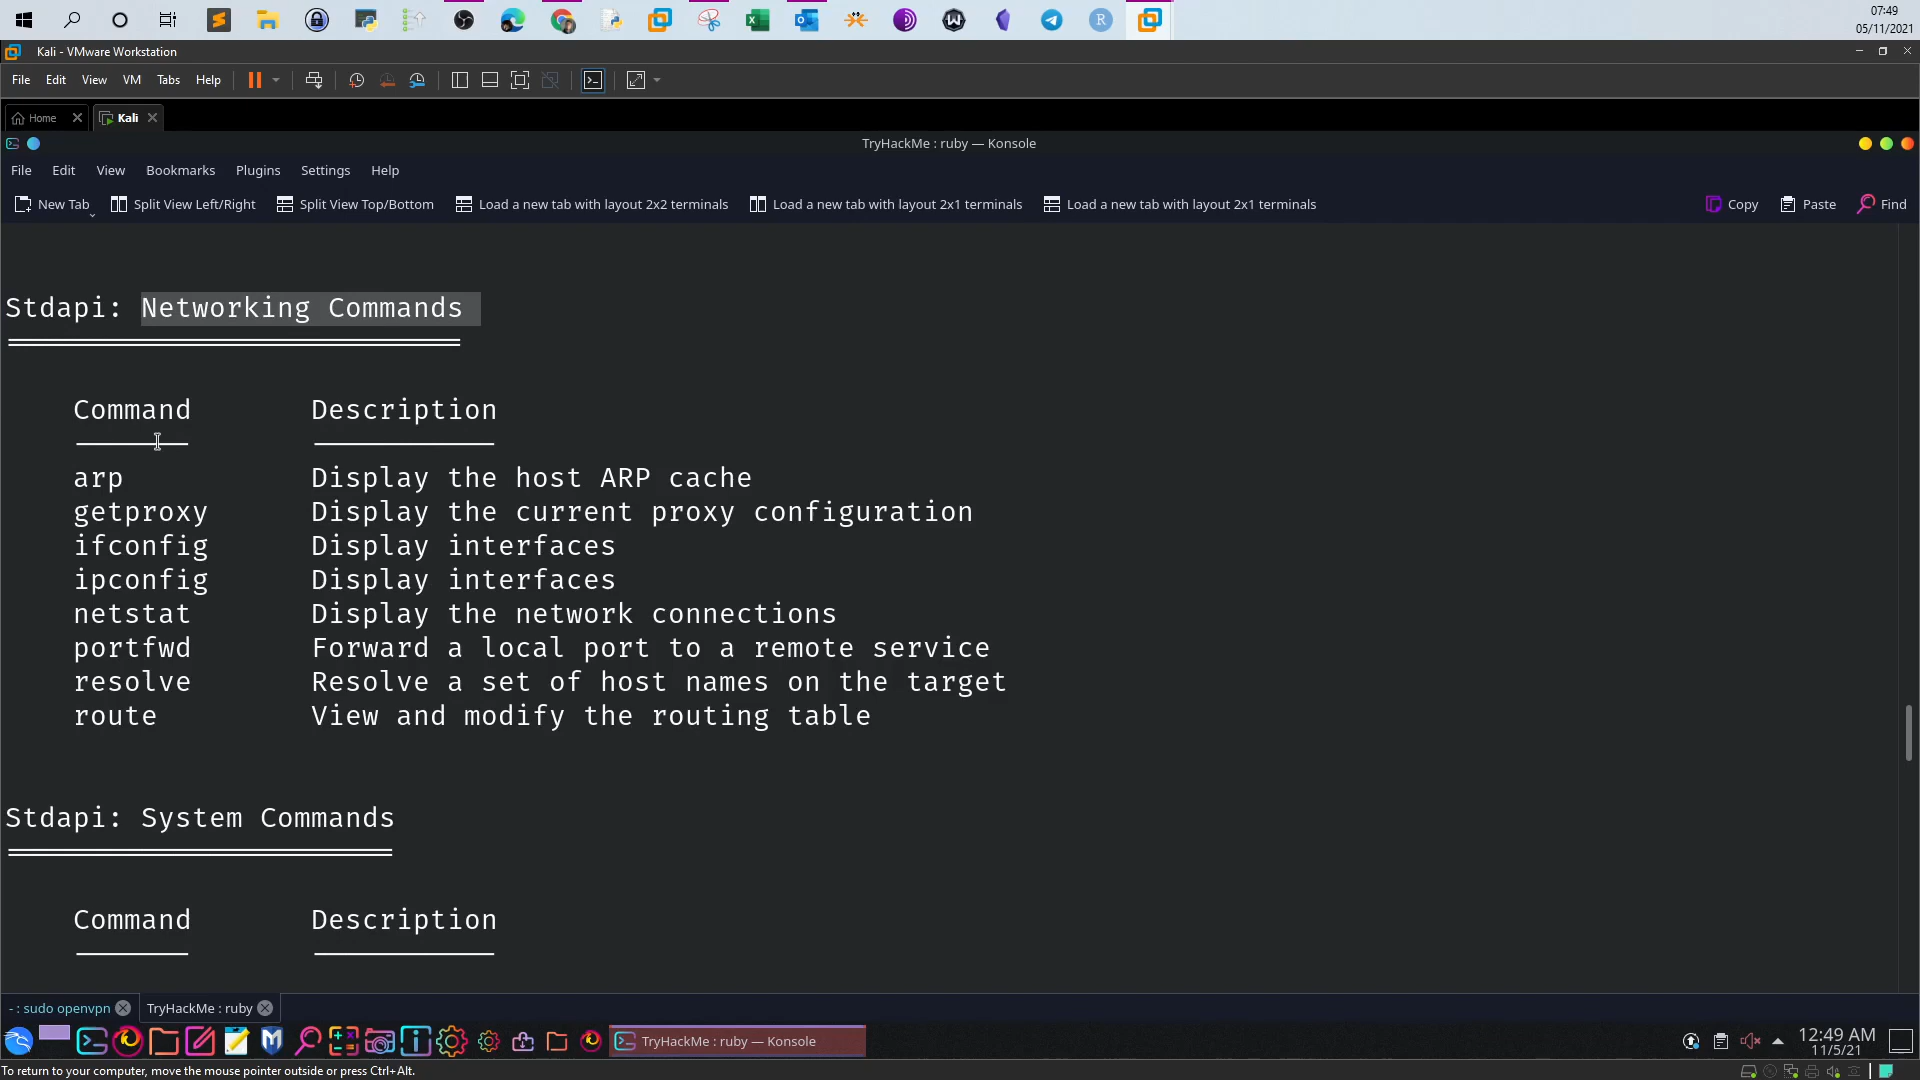 07:49
05/11/2021
Kali - VMware Workstation
File Edit View VM Tabs Help
Home Kali
TryHackMe : ruby — Konsole
File Edit View Bookmarks Plugins Settings Help
New Tab Split View Left/Right Split View Top/Bottom Load a new tab with layout 2x2 terminals Load a new tab with layout 2x1 terminals Load a new tab with layout 2x1 terminals Copy Paste Find
Stdapi: Networking Commands
Command Description
arp Display the host ARP cache
getproxy Display the current proxy configuration
ifconfig Display interfaces
ipconfig Display interfaces
netstat Display the network connections
portfwd Forward a local port to a remote service
resolve Resolve a set of host names on the target
route View and modify the routing table
Stdapi: System Commands
Command Description
- : sudo openvpn TryHackMe : ruby
TryHackMe : ruby — Konsole
12:49 AM
11/5/21
To return to your computer, move the mouse pointer outside or press Ctrl+Alt.